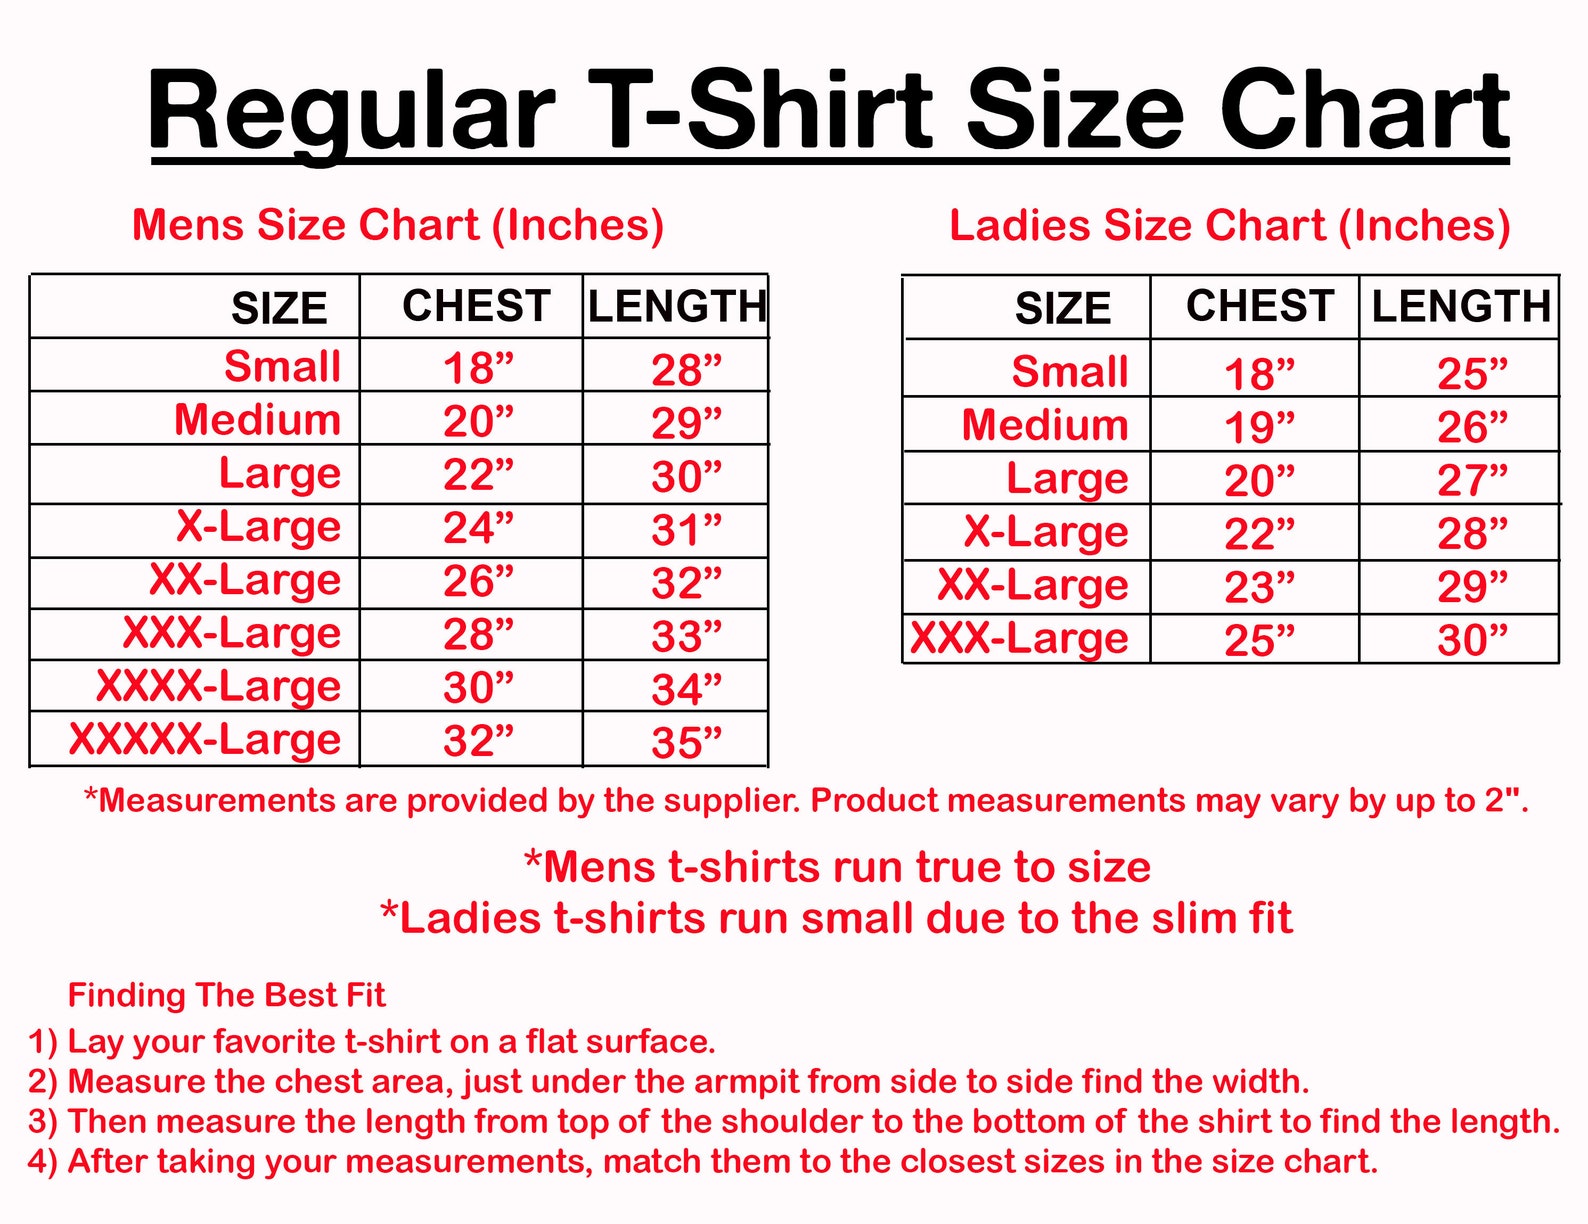 Regular T-Shirt Size Chart
Mens Size Chart (Inches)
SIZE CHEST LENGTH
Small 18” 28”
Medium 20” 29”
Large 22” 30”
X-Large 24” 31”
XX-Large 26” 32”
XXX-Large 28” 33”
XXXX-Large 30” 34”
XXXXX-Large 32” 35”
Ladies Size Chart (Inches)
SIZE CHEST LENGTH
Small 18” 25”
Medium 19” 26”
Large 20” 27”
X-Large 22” 28”
XX-Large 23” 29”
XXX-Large 25” 30”
*Measurements are provided by the supplier. Product measurements may vary by up to 2".
*Mens t-shirts run true to size
*Ladies t-shirts run small due to the slim fit
Finding The Best Fit
1) Lay your favorite t-shirt on a flat surface.
2) Measure the chest area, just under the armpit from side to side find the width.
3) Then measure the length from top of the shoulder to the bottom of the shirt to find the length.
4) After taking your measurements, match them to the closest sizes in the size chart.